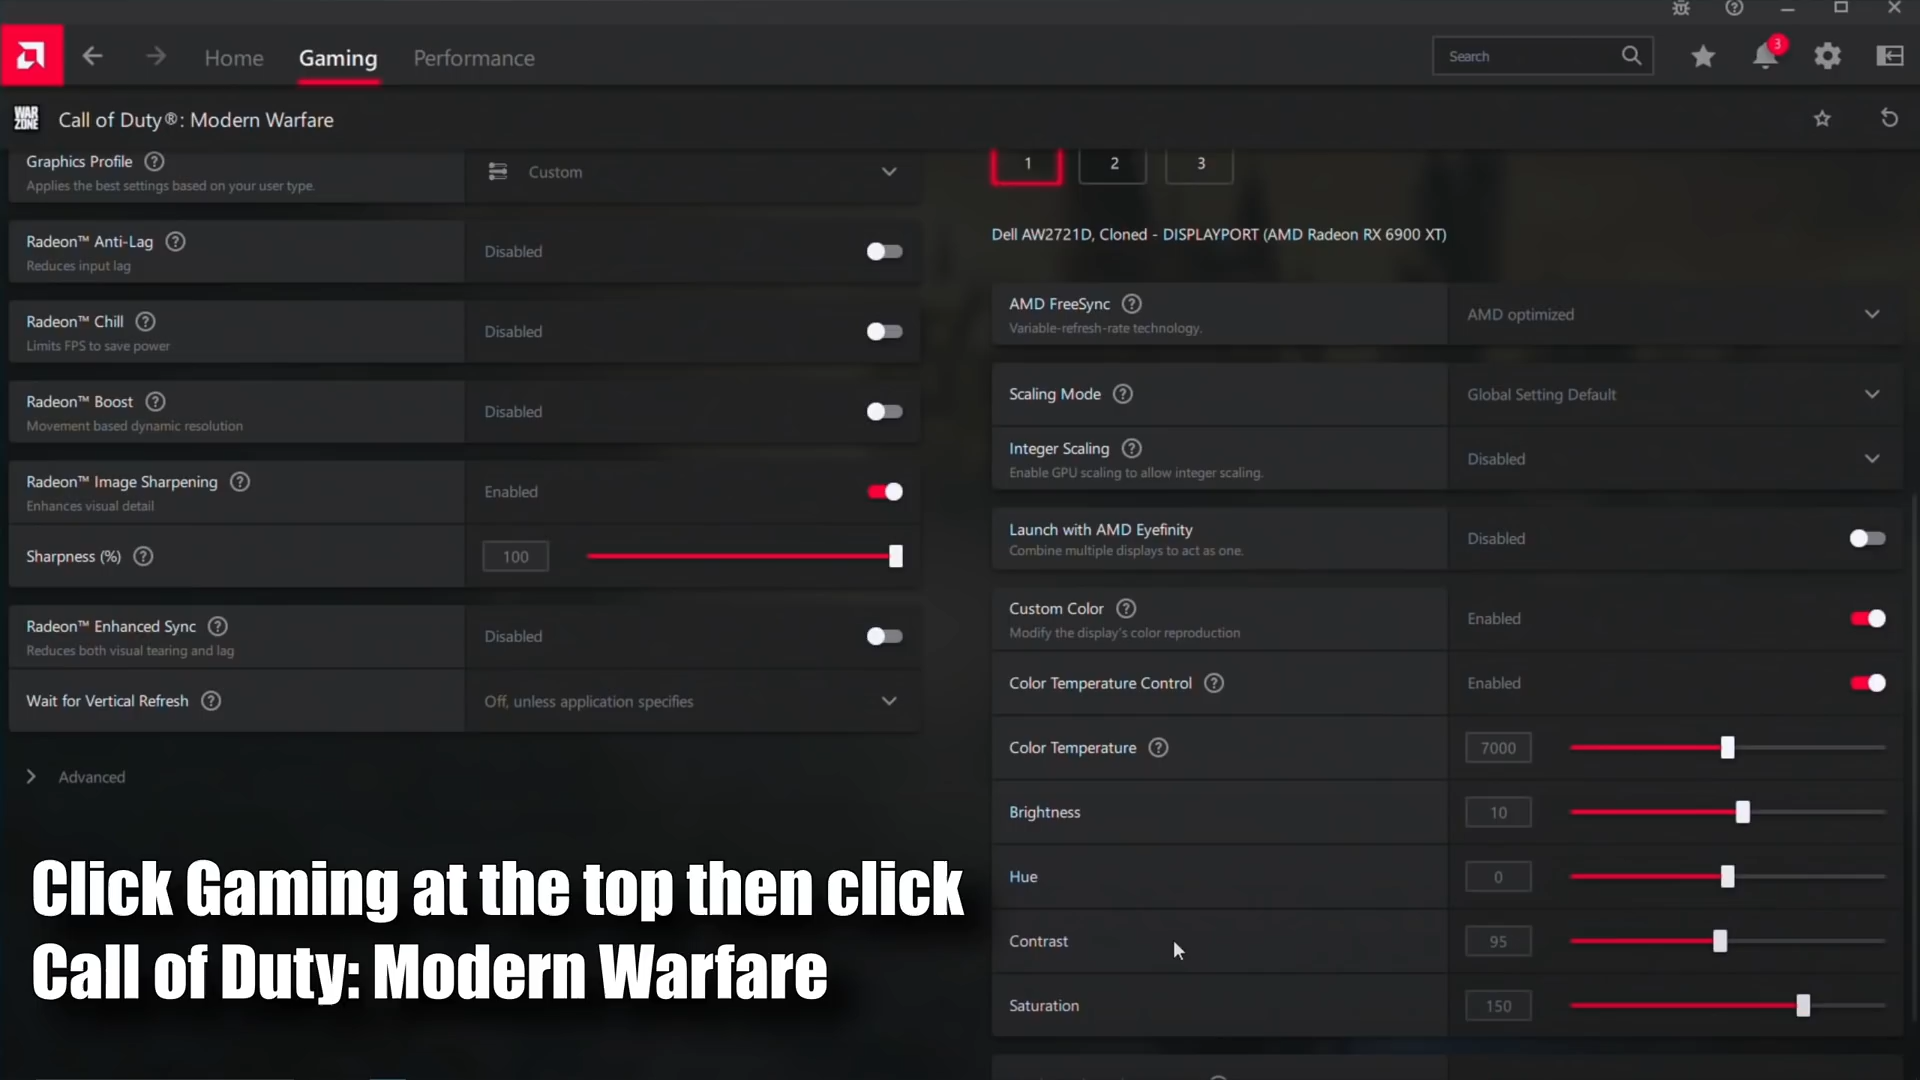 Home Gaming Performance
Search
3
WAR
ZONE
Call of Duty®: Modern Warfare
Graphics Profile
Applies the best settings based on your user type.
Custom
Radeon™ Anti-Lag
Reduces input lag
Disabled
Radeon™ Chill
Limits FPS to save power
Disabled
Radeon™ Boost
Movement based dynamic resolution
Disabled
Radeon™ Image Sharpening
Enhances visual detail
Enabled
Sharpness (%)
100
Radeon™ Enhanced Sync
Reduces both visual tearing and lag
Disabled
Wait for Vertical Refresh
Off, unless application specifies
Advanced
1 2 3
Dell AW2721D, Cloned - DISPLAYPORT (AMD Radeon RX 6900 XT)
AMD FreeSync
Variable-refresh-rate technology.
AMD optimized
Scaling Mode
Global Setting Default
Integer Scaling
Enable GPU scaling to allow integer scaling.
Disabled
Launch with AMD Eyefinity
Combine multiple displays to act as one.
Disabled
Custom Color
Modify the display's color reproduction
Enabled
Color Temperature Control
Enabled
Color Temperature
7000
Brightness
10
Hue
0
Contrast
95
Saturation
150
Click Gaming at the top then click
Call of Duty: Modern Warfare